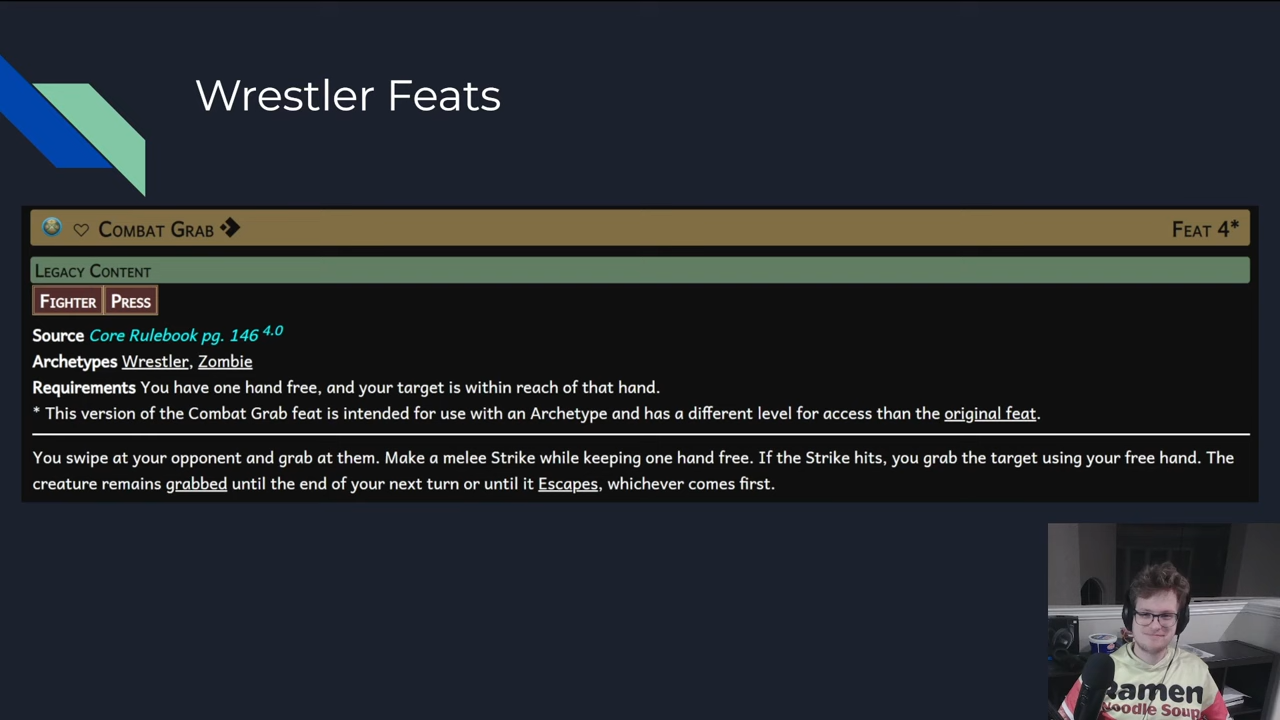 Wrestler Feats
Combat Grab
Feat 4*
Legacy Content
Fighter Press
Source Core Rulebook pg. 146 4.0
Archetypes Wrestler, Zombie
Requirements You have one hand free, and your target is within reach of that hand.
* This version of the Combat Grab feat is intended for use with an Archetype and has a different level for access than the original feat.
You swipe at your opponent and grab at them. Make a melee Strike while keeping one hand free. If the Strike hits, you grab the target using your free hand. The
creature remains grabbed until the end of your next turn or until it Escapes, whichever comes first.
Ramen
Noodle Soup